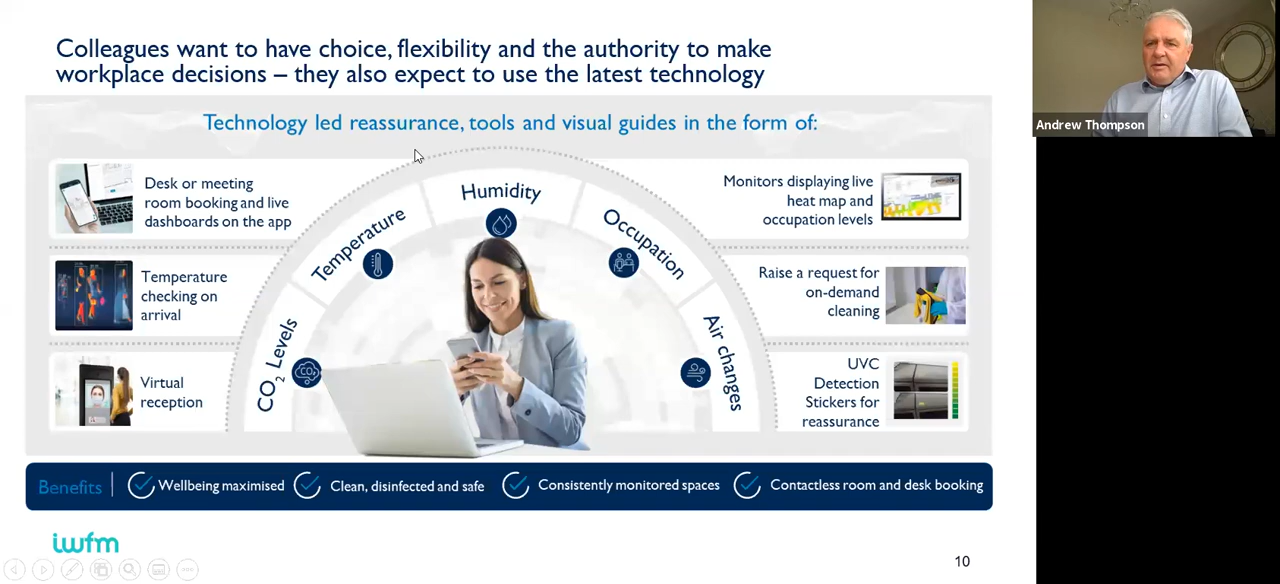 Colleagues want to have choice, flexibility and the authority to make
workplace decisions – they also expect to use the latest technology
Technology led reassurance, tools and visual guides in the form of:
Desk or meeting
room booking and live
dashboards on the app
Temperature
checking on
arrival
Virtual
reception
CO2 Levels
Temperature
Humidity
Occupation
Air changes
CO2
Monitors displaying live
heat map and
occupation levels
Raise a request for
on-demand
cleaning
UVC
Detection
Stickers for
reassurance
Benefits
Wellbeing maximised
Clean, disinfected and safe
Consistently monitored spaces
Contactless room and desk booking
iwfm
10
Andrew Thompson